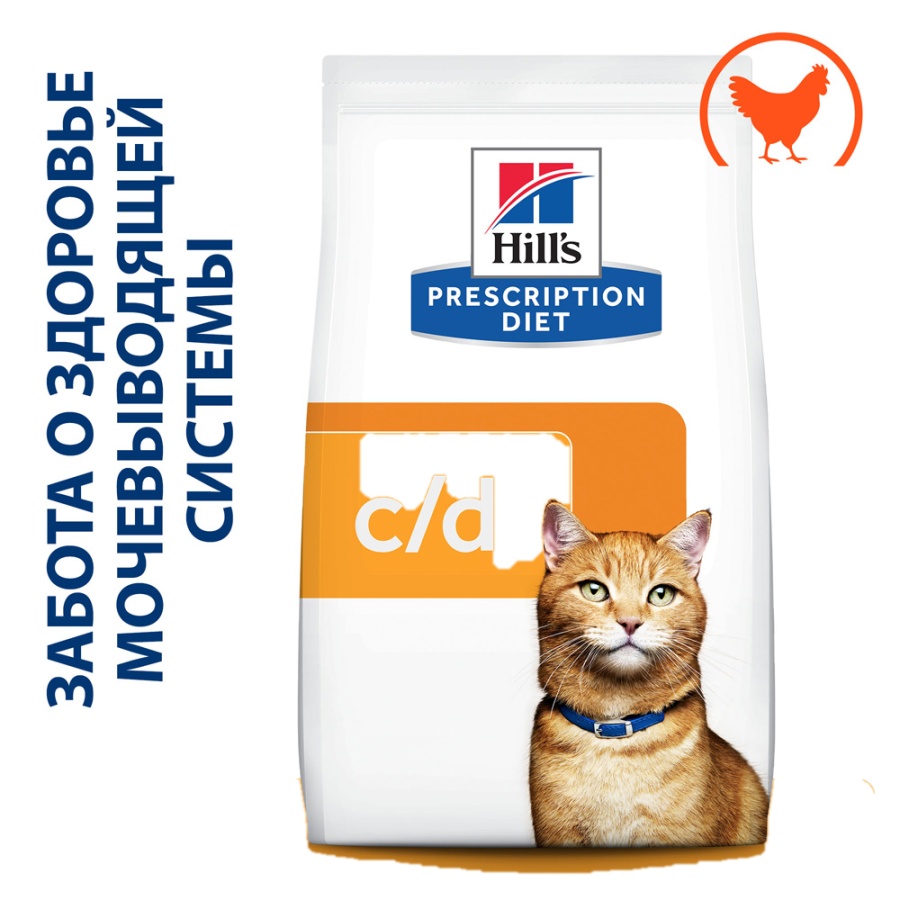 ЗАБОТА О ЗДОРОВЬЕ
МОЧЕВЫВОДЯЩЕЙ
СИСТЕМЫ
Hill's
PRESCRIPTION
DIET
c/d